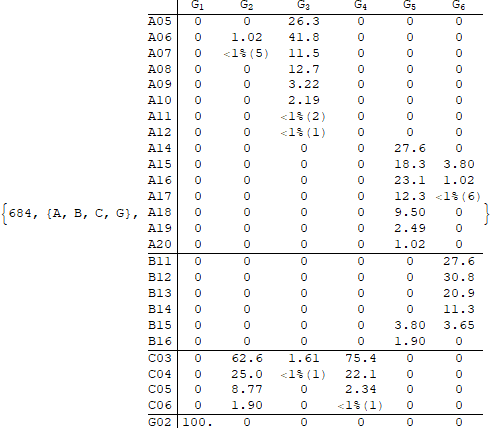 G1 G2 G3 G4 G5 G6
A05 0 0 26.3 0 0 0
A06 0 1.02 41.8 0 0 0
A07 0 <1%(5) 11.5 0 0 0
A08 0 0 12.7 0 0 0
A09 0 0 3.22 0 0 0
A10 0 0 2.19 0 0 0
A11 0 0 <1%(2) 0 0 0
A12 0 0 <1%(1) 0 0 0
A14 0 0 0 0 27.6 0
A15 0 0 0 0 18.3 3.80
A16 0 0 0 0 23.1 1.02
A17 0 0 0 0 12.3 <1%(6)
{684, {A, B, C, G}, A18 0 0 0 0 9.50 0 }
A19 0 0 0 0 2.49 0
A20 0 0 0 0 1.02 0
B11 0 0 0 0 0 27.6
B12 0 0 0 0 0 30.8
B13 0 0 0 0 0 20.9
B14 0 0 0 0 0 11.3
B15 0 0 0 0 3.80 3.65
B16 0 0 0 0 1.90 0
C03 0 62.6 1.61 75.4 0 0
C04 0 25.0 <1%(1) 22.1 0 0
C05 0 8.77 0 2.34 0 0
C06 0 1.90 0 <1%(1) 0 0
G02 100. 0 0 0 0 0